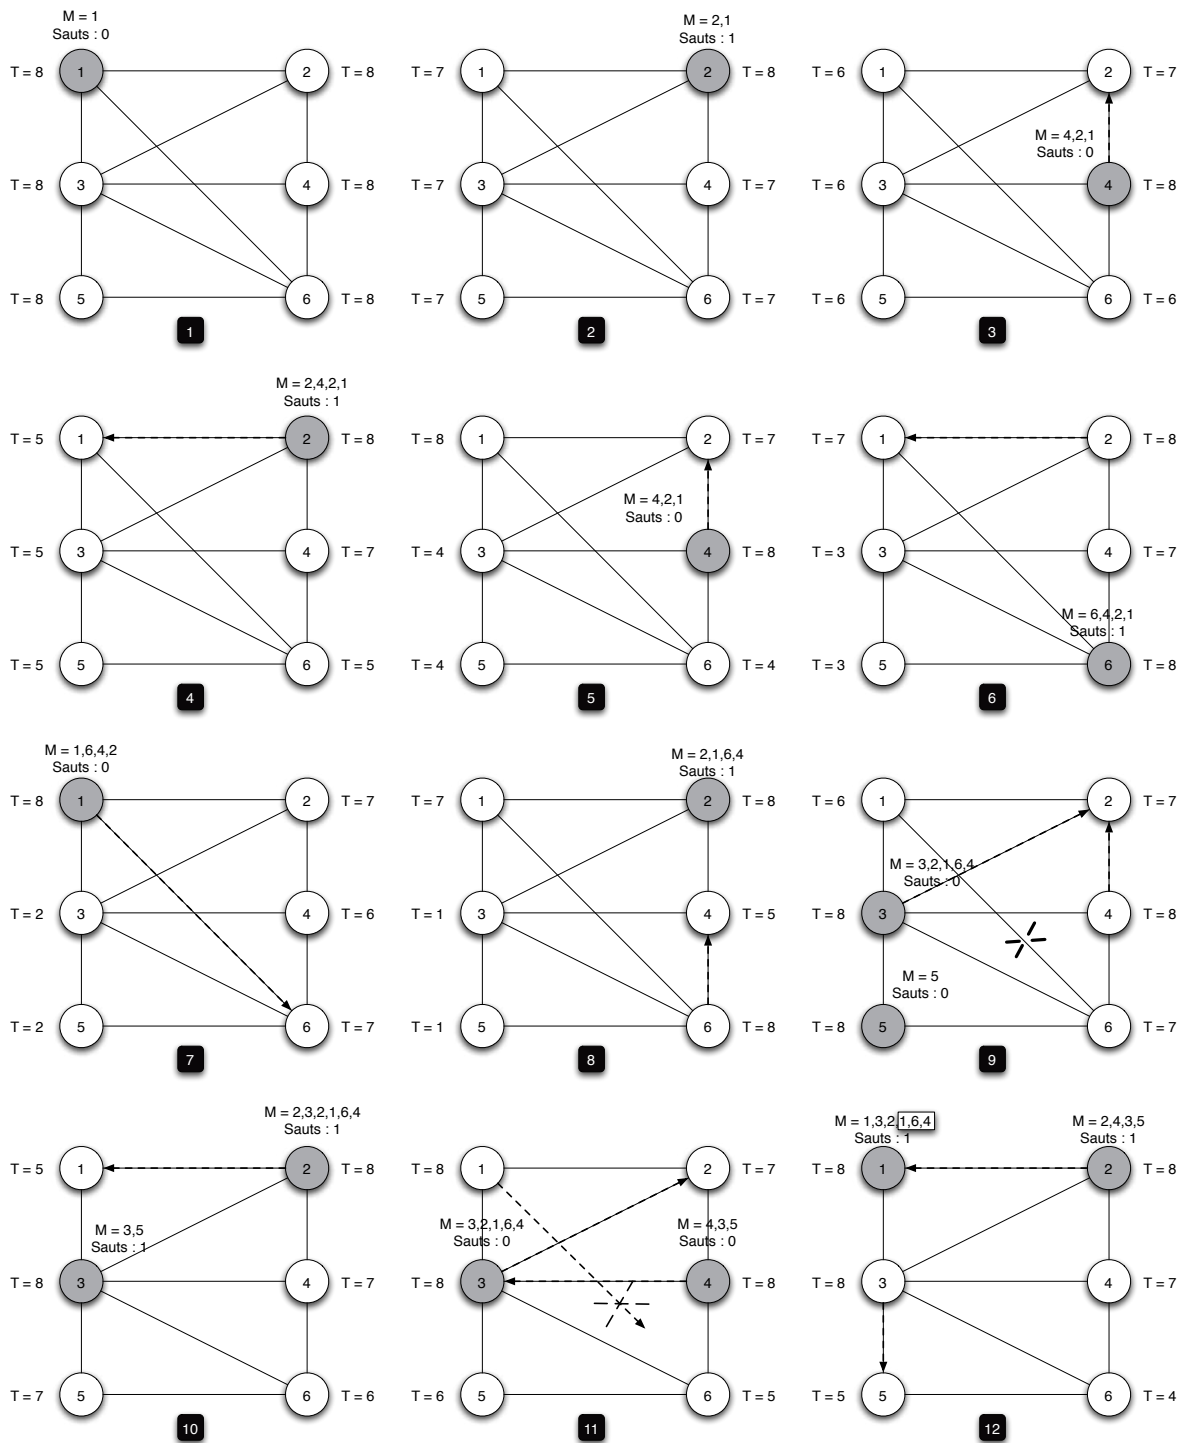 M = 1
Sauts : 0
T = 8 1 2 T = 8
T = 8 3 4 T = 8
T = 8 5 6 T = 8
1
M = 2,1
Sauts : 1
T = 7 1 2 T = 8
T = 7 3 4 T = 7
T = 7 5 6 T = 7
2
T = 6 1 2 T = 7
M = 4,2,1
Sauts : 0
T = 6 3 4 T = 8
T = 6 5 6 T = 6
3
M = 2,4,2,1
Sauts : 1
T = 5 1 2 T = 8
T = 5 3 4 T = 7
T = 5 5 6 T = 5
4
T = 8 1 2 T = 7
M = 4,2,1
Sauts : 0
T = 4 3 4 T = 8
T = 4 5 6 T = 4
5
T = 7 1 2 T = 8
T = 3 3 4 T = 7
M = 6,4,2,1
Sauts : 1
T = 3 5 6 T = 8
6
M = 1,6,4,2
Sauts : 0
T = 8 1 2 T = 7
T = 2 3 4 T = 6
T = 2 5 6 T = 7
7
M = 2,1,6,4
Sauts : 1
T = 7 1 2 T = 8
T = 1 3 4 T = 5
T = 1 5 6 T = 8
8
T = 6 1 2 T = 7
M = 3,2,1,6,4
Sauts : 0
T = 8 3 4 T = 8
M = 5
Sauts : 0
T = 8 5 6 T = 7
9
M = 2,3,2,1,6,4
Sauts : 1
T = 5 1 2 T = 8
M = 3,5
Sauts : 1
T = 8 3 4 T = 7
T = 7 5 6 T = 6
10
T = 8 1 2 T = 7
M = 3,2,1,6,4 M = 4,3,5
Sauts : 0 Sauts : 0
T = 8 3 4 T = 8
T = 6 5 6 T = 5
11
M = 1,3,2,1,6,4 M = 2,4,3,5
Sauts : 1 Sauts : 1
T = 8 1 2 T = 8
T = 8 3 4 T = 7
T = 5 5 6 T = 4
12